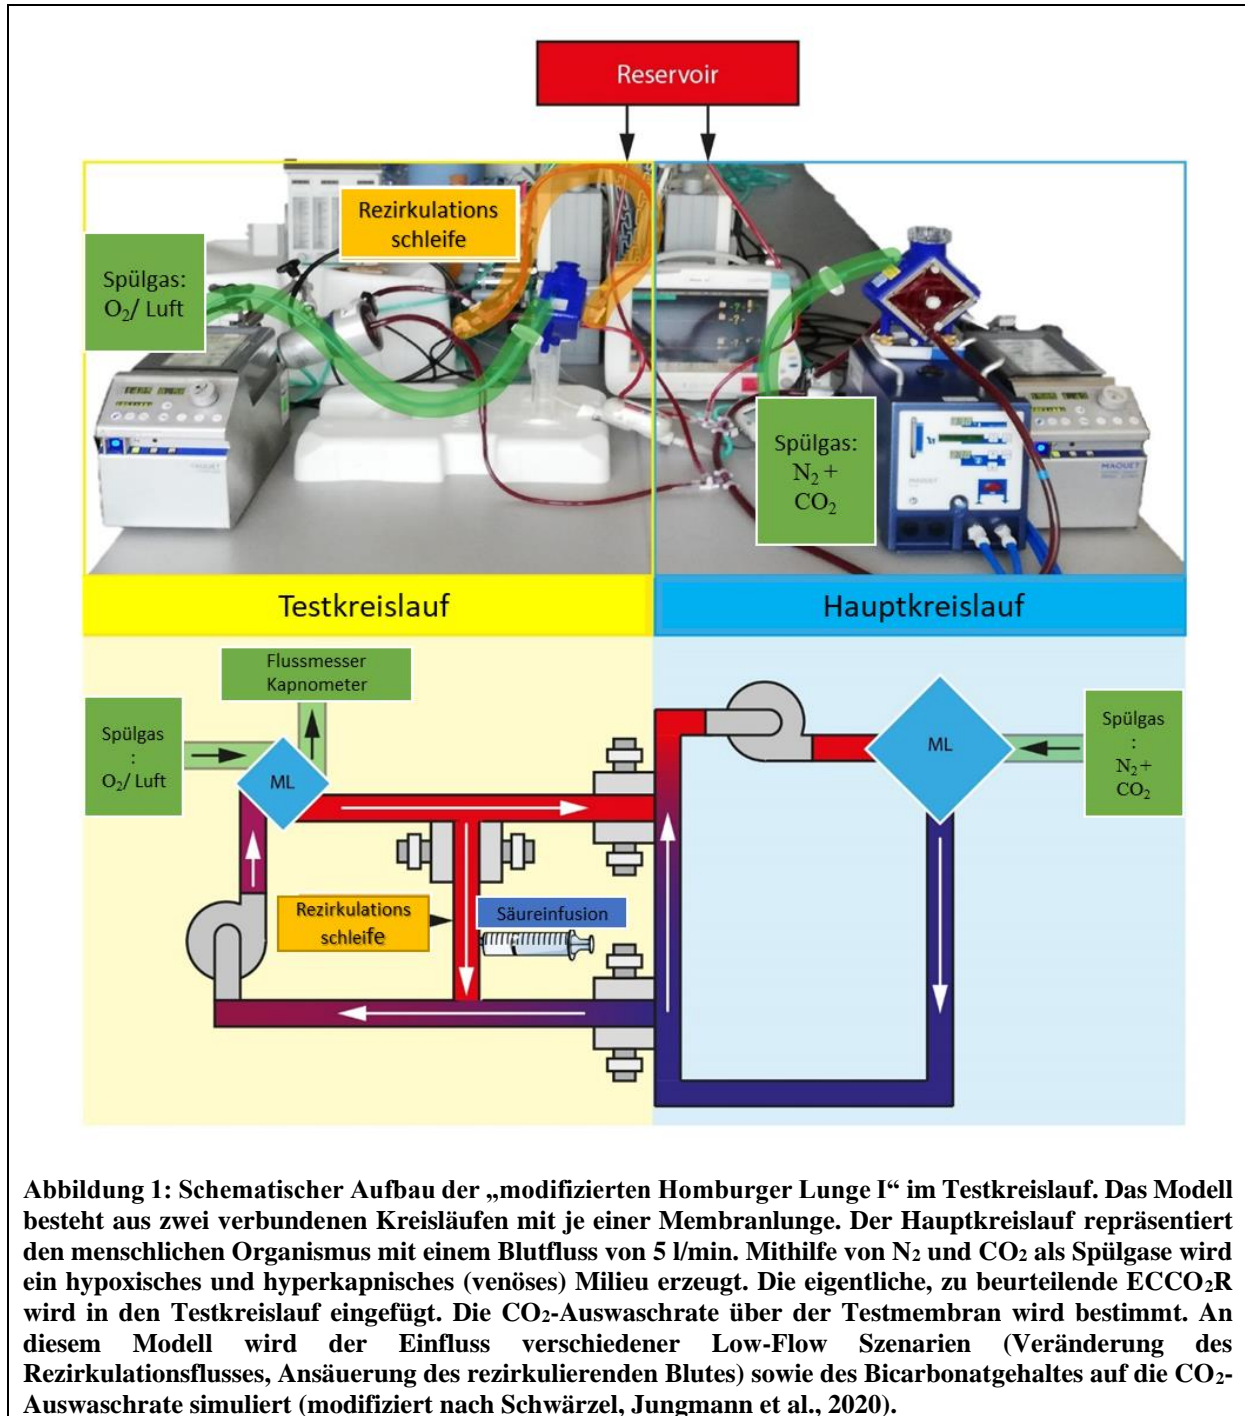 Reservoir
Rezirkulations
schleife
Spülgas:
O₂/ Luft
Spülgas:
N₂ +
CO₂
MAQUET
MAQUET
Testkreislauf
Hauptkreislauf
Flussmesser
Kapnometer
Spülgas
:
O₂/ Luft
ML
ML
Spülgas
:
N₂ +
CO₂
Rezirkulations
schleife
Säureinfusion
Abbildung 1: Schematischer Aufbau der „modifizierten Homburger Lunge I“ im Testkreislauf. Das Modell
besteht aus zwei verbundenen Kreisläufen mit je einer Membranlunge. Der Hauptkreislauf repräsentiert
den menschlichen Organismus mit einem Blutfluss von 5 l/min. Mithilfe von N₂ und CO₂ als Spülgase wird
ein hypoxisches und hyperkapnisches (venöses) Milieu erzeugt. Die eigentliche, zu beurteilende ECCO₂R
wird in den Testkreislauf eingefügt. Die CO₂-Auswaschrate über der Testmembran wird bestimmt. An
diesem Modell wird der Einfluss verschiedener Low-Flow Szenarien (Veränderung des
Rezirkulationsflusses, Ansäuerung des rezirkulierenden Blutes) sowie des Bicarbonatgehaltes auf die CO₂-
Auswaschrate simuliert (modifiziert nach Schwärzel, Jungmann et al., 2020).